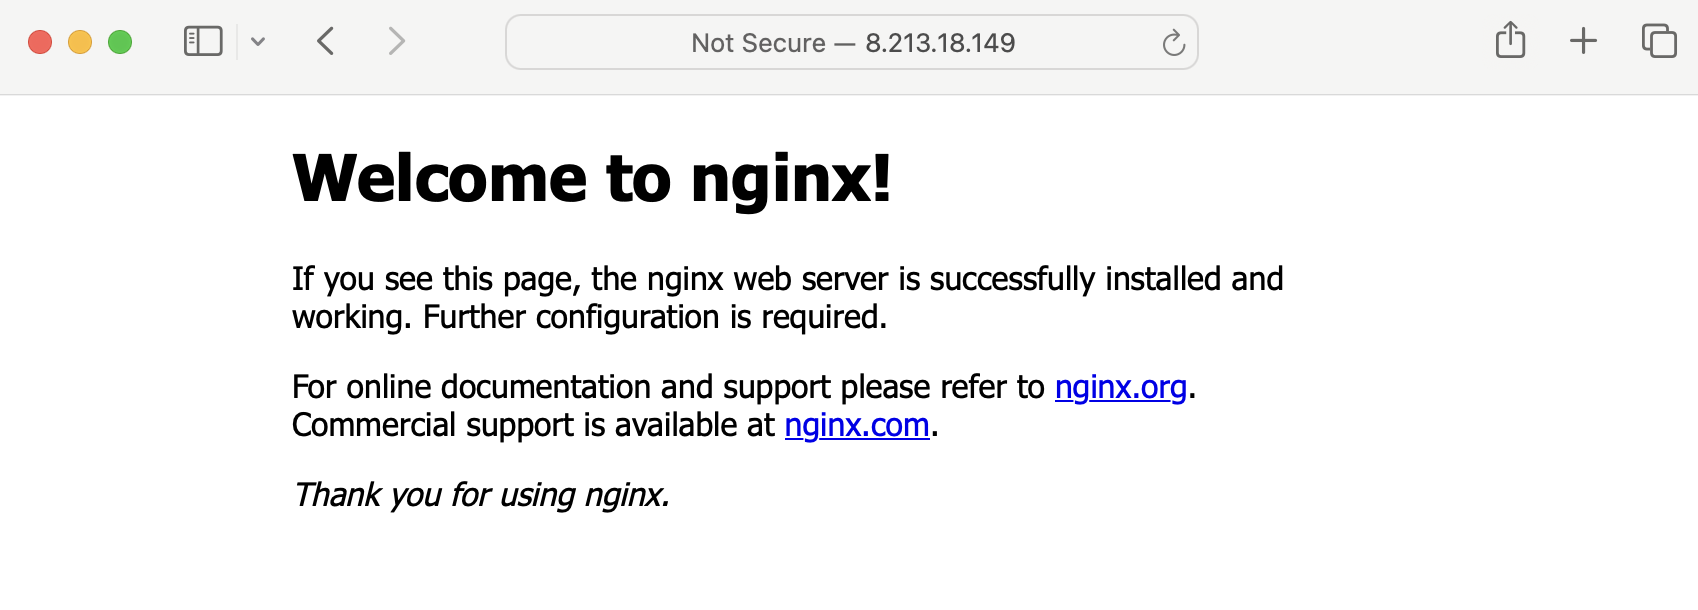 Not Secure — 8.213.18.149
Welcome to nginx!
If you see this page, the nginx web server is successfully installed and
working. Further configuration is required.
For online documentation and support please refer to nginx.org.
Commercial support is available at nginx.com.
Thank you for using nginx.